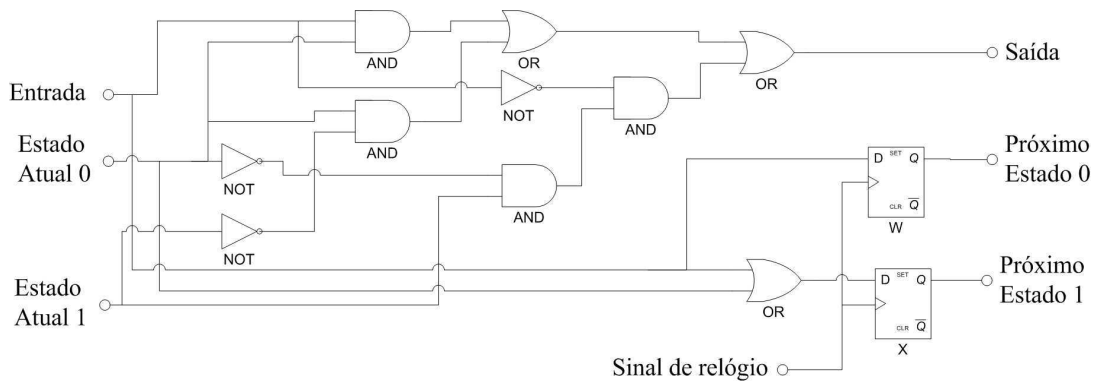 AND
OR
Saída
OR
Entrada
NOT
AND
Estado
Atual 0
AND
NOT
AND
NOT
D SET Q
CLR Q̅
W
Próximo
Estado 0
Estado
Atual 1
OR
D SET Q
CLR Q̅
X
Próximo
Estado 1
Sinal de relógio